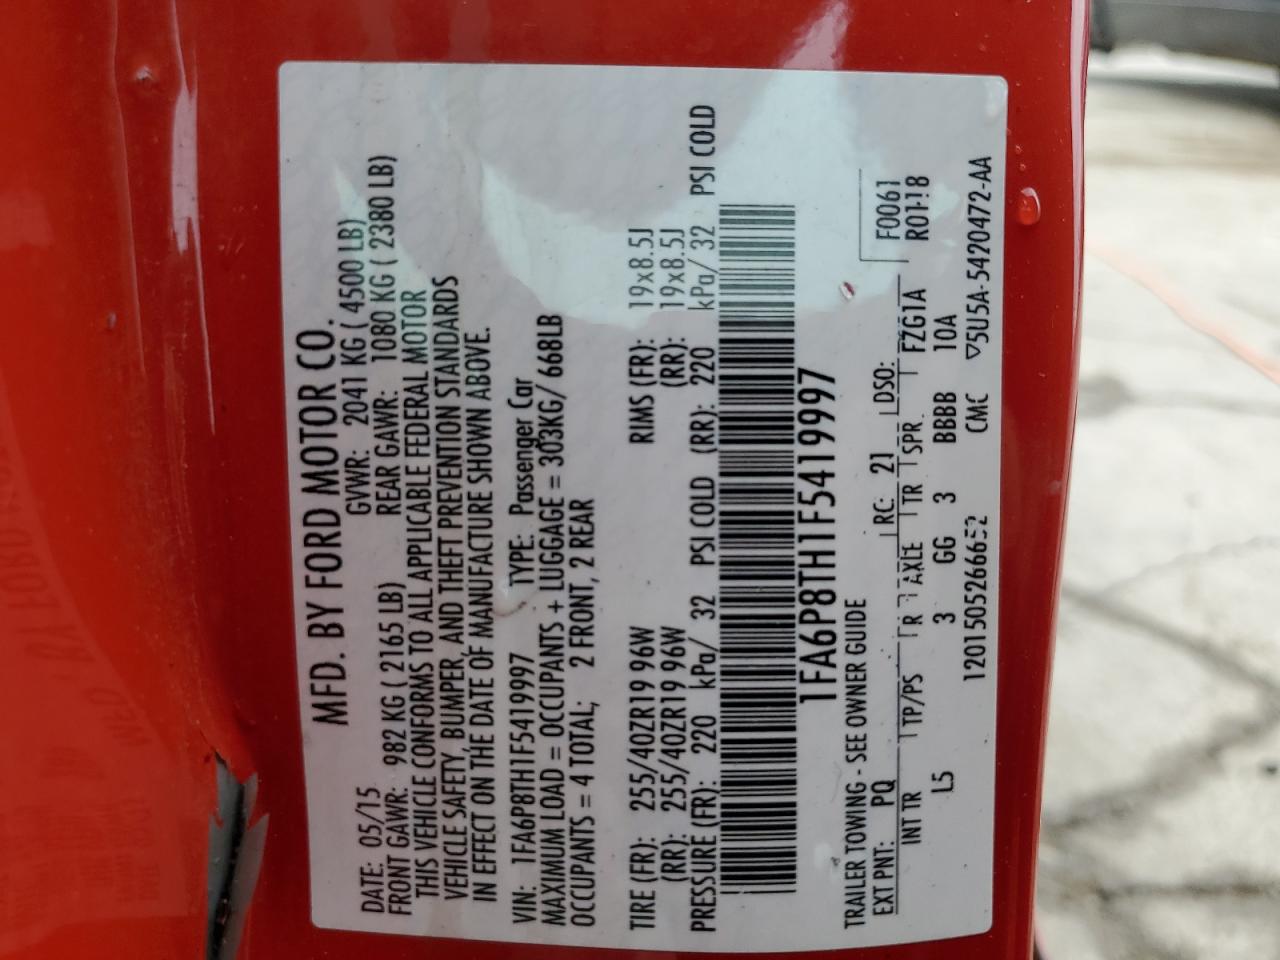 MFD. BY FORD MOTOR CO.
DATE: 05/15 GVWR: 2041 KG ( 4500 LB)
FRONT GAWR: 982 KG ( 2165 LB) REAR GAWR: 1080 KG ( 2380 LB)
THIS VEHICLE CONFORMS TO ALL APPLICABLE FEDERAL MOTOR
VEHICLE SAFETY, BUMPER, AND THEFT PREVENTION STANDARDS
IN EFFECT ON THE DATE OF MANUFACTURE SHOWN ABOVE.
VIN: 1FA6P8TH1F5419997 TYPE: Passenger Car
MAXIMUM LOAD = OCCUPANTS + LUGGAGE = 303KG/ 668LB
OCCUPANTS = 4 TOTAL; 2 FRONT, 2 REAR
TIRE (FR): 255/40ZR19 96W RIMS (FR): 19x8.5J
(RR): 255/40ZR19 96W (RR): 19x8.5J
PRESSURE (FR): 220 kPa/ 32 PSI COLD (RR): 220 kPa/ 32 PSI COLD
1FA6P8TH1F5419997
TRAILER TOWING - SEE OWNER GUIDE
EXT PNT: PQ RC: 21 DSO: F0061
INT TR TP/PS R AXLE TR SPR FZG1A R01-18
L5 3 GG 3 BBBB 10A
CMC ▽5U5A-5420472-AA